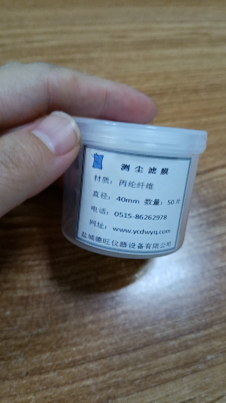 测尘滤膜
材质：丙纶纤维
直径：40mm 数量：50片
电话：0515-86262978
网址：www.ycdwyq.com
盐城德旺仪器设备有限公司